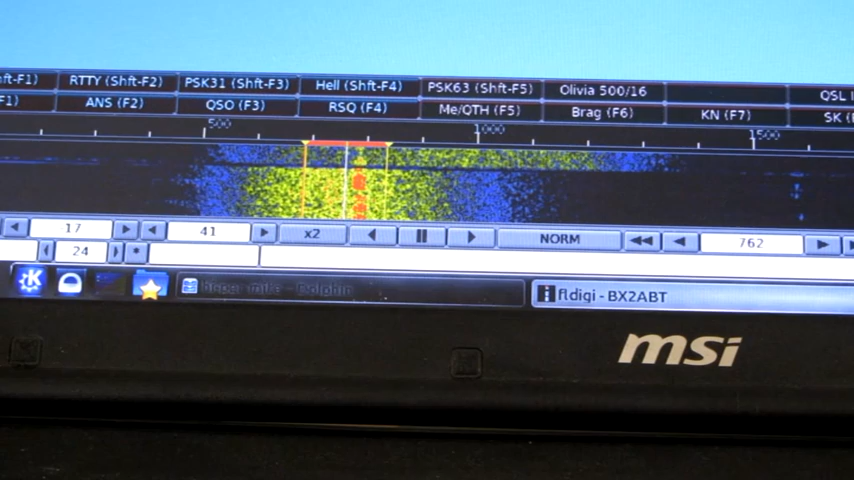 RTTY (Shft-F2) PSK31 (Shft-F3) Hell (Shft-F4) PSK63 (Shft-F5) Olivia 500/16
ANS (F2) QSO (F3) RSQ (F4) Me/QTH (F5) Brag (F6) KN (F7)
500 1000 1500
17 41 x2 NORM 762
24 *
Dolphin fldigi - BX2ABT
msi